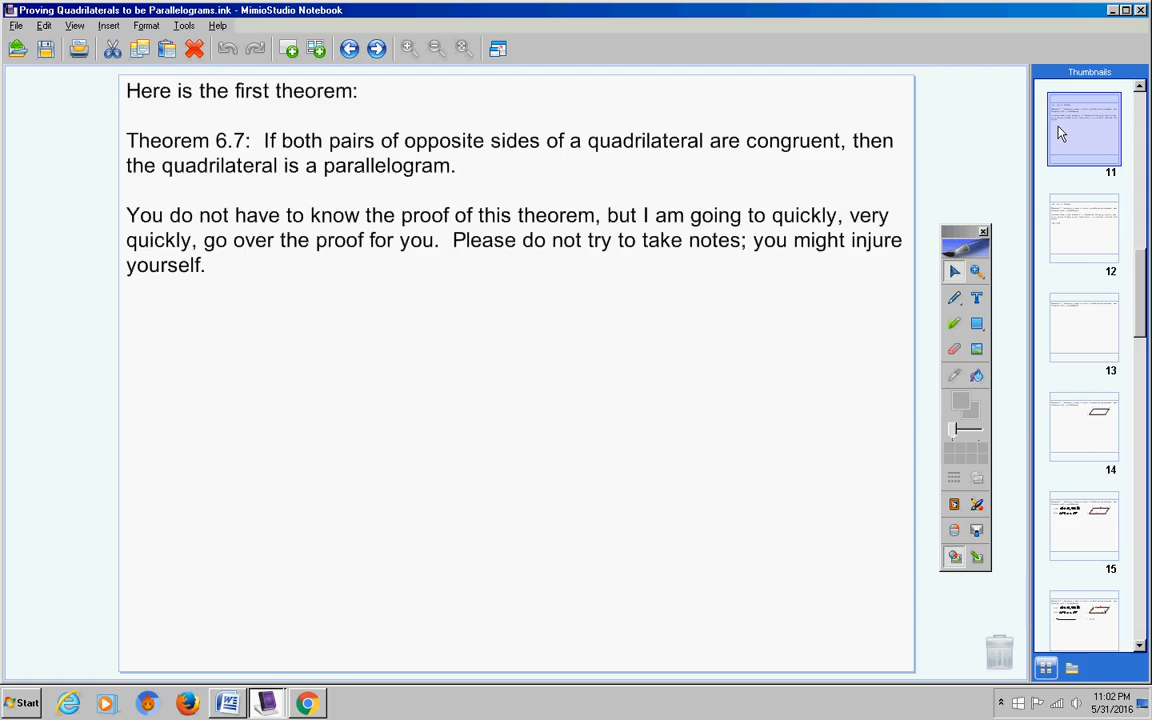 Proving Quadrilaterals to be Parallelograms.ink - MimioStudio Notebook
File Edit View Insert Format Tools Help
Here is the first theorem:
Theorem 6.7: If both pairs of opposite sides of a quadrilateral are congruent, then
the quadrilateral is a parallelogram.
You do not have to know the proof of this theorem, but I am going to quickly, very
quickly, go over the proof for you. Please do not try to take notes; you might injure
yourself.
Thumbnails
11
12
13
14
15
Start
11:02 PM
5/31/2016